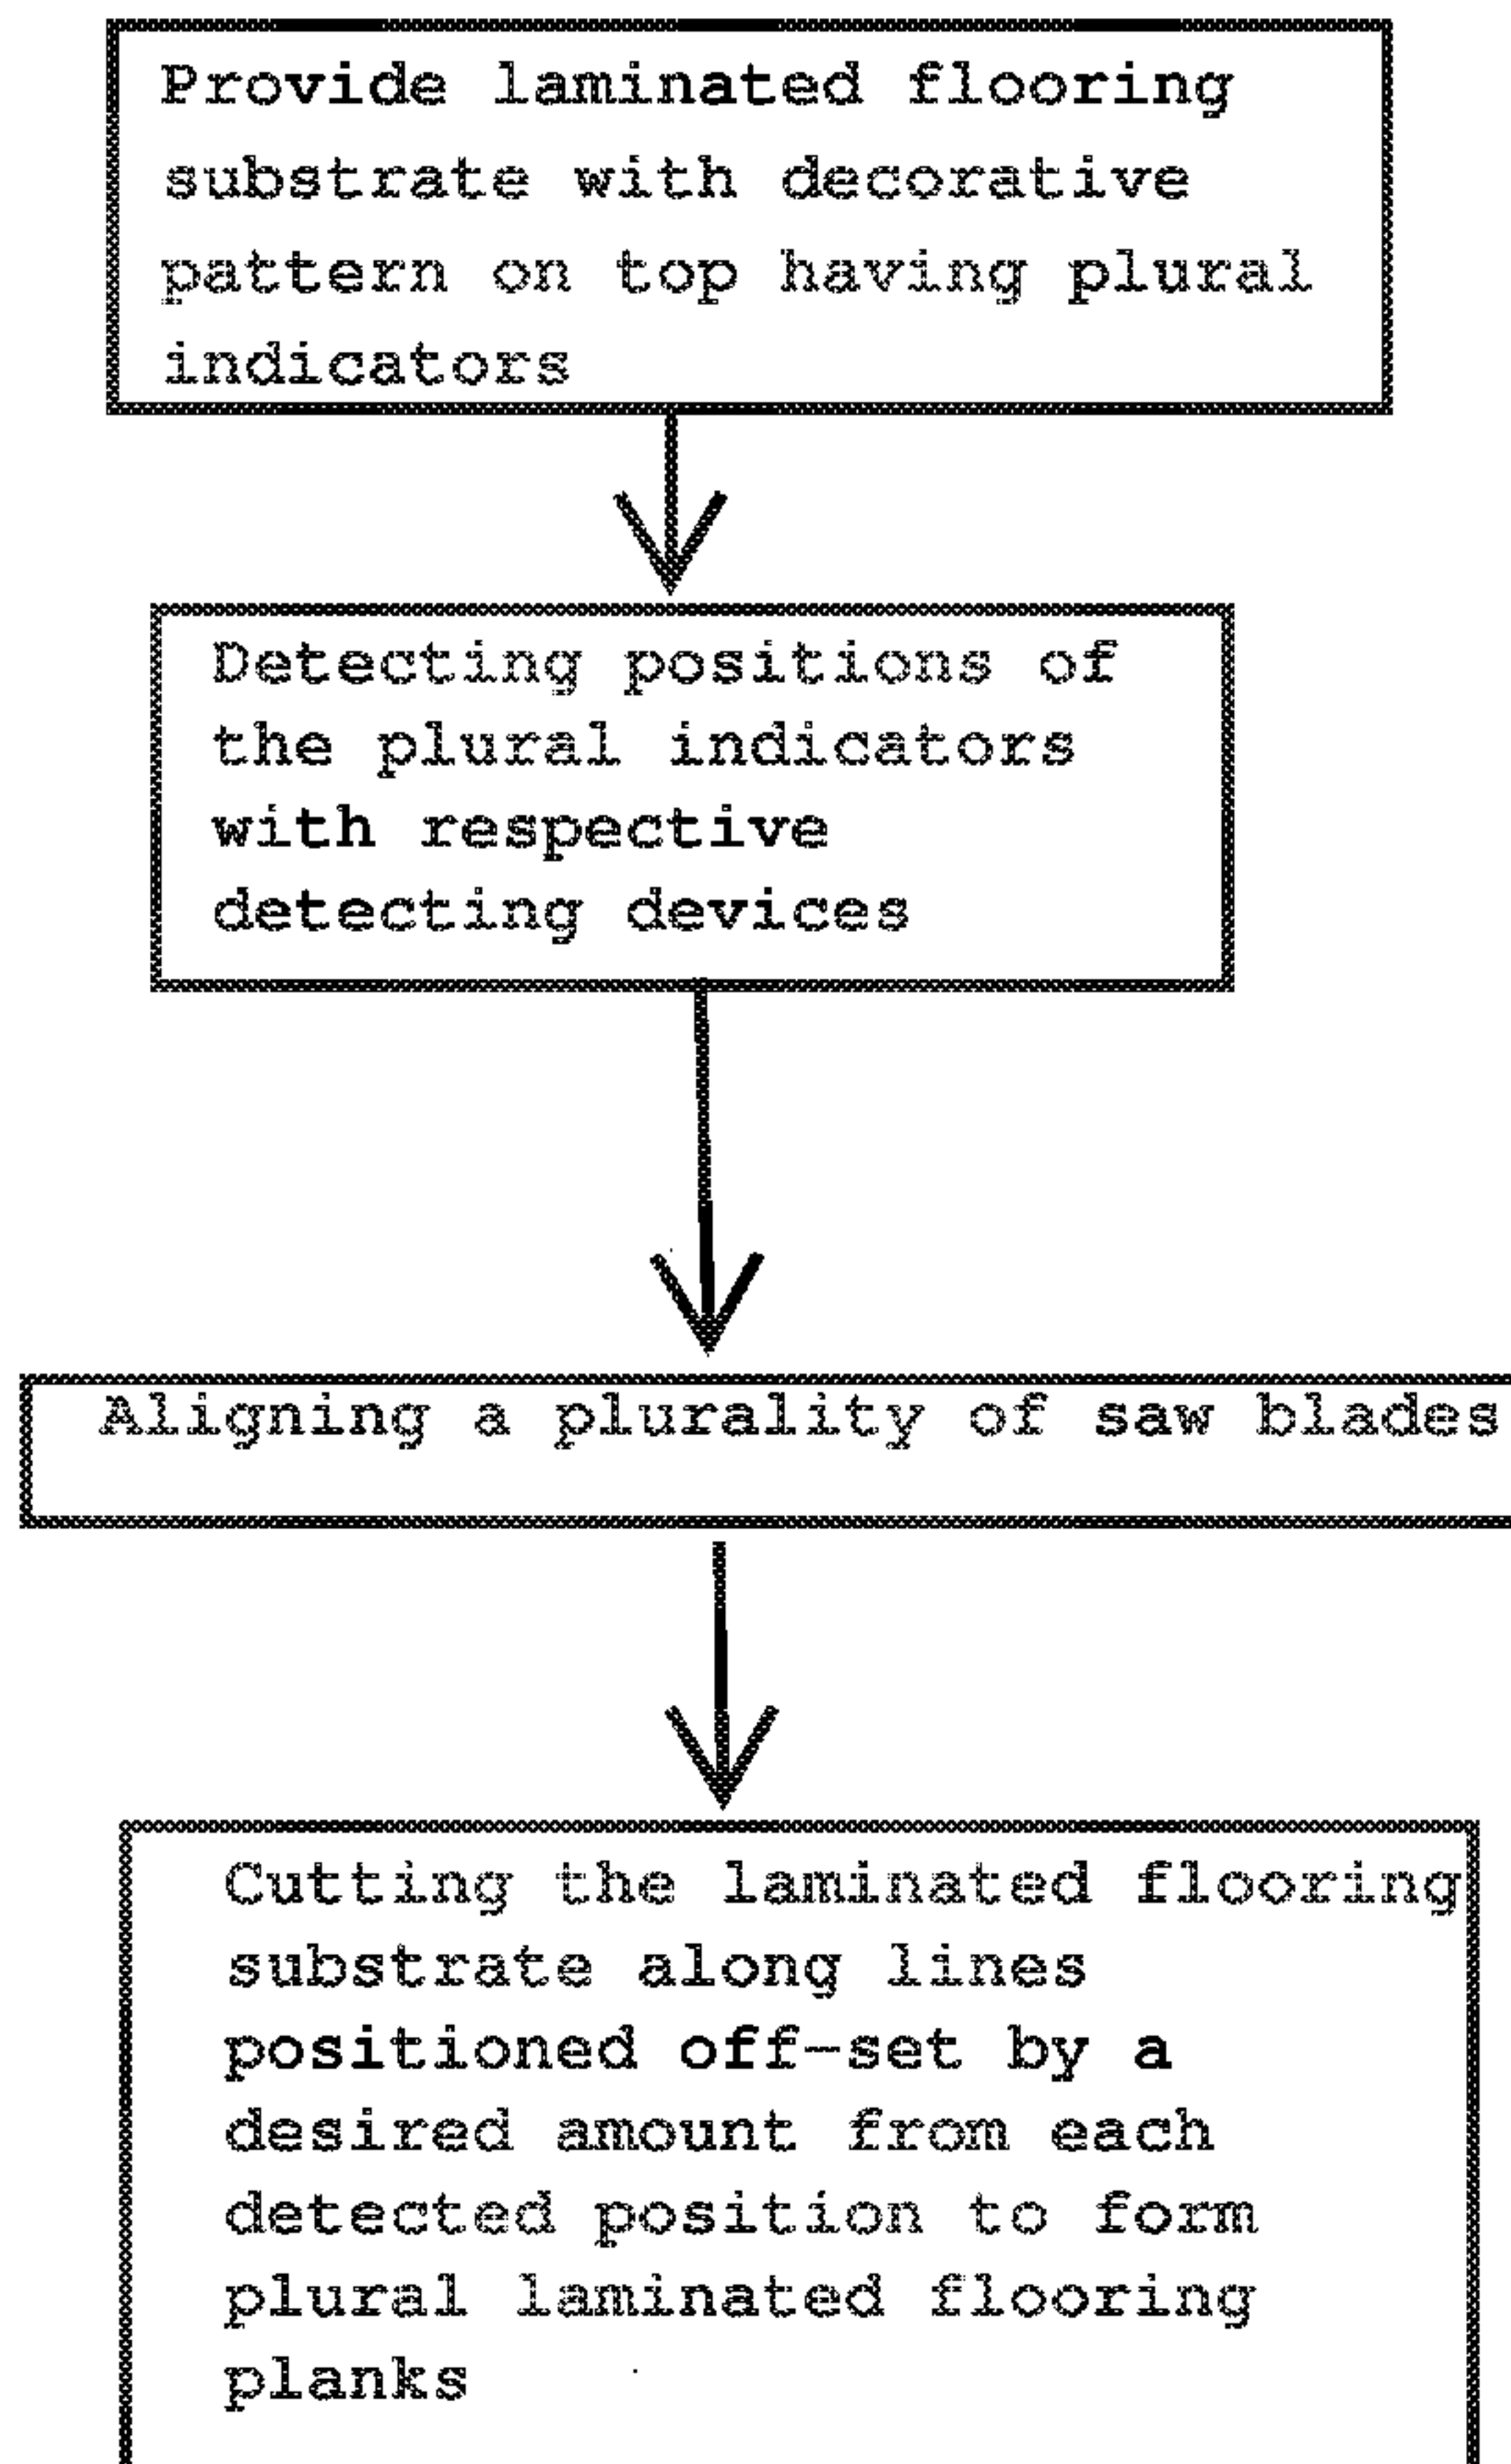 Provide laminated flooring
substrate with decorative
pattern on top having plural
indicators
Detecting positions of
the plural indicators
with respective
detecting devices
Aligning a plurality of saw blades
Cutting the laminated flooring
substrate along lines
positioned off-set by a
desired amount from each
detected position to form
plural laminated flooring
planks